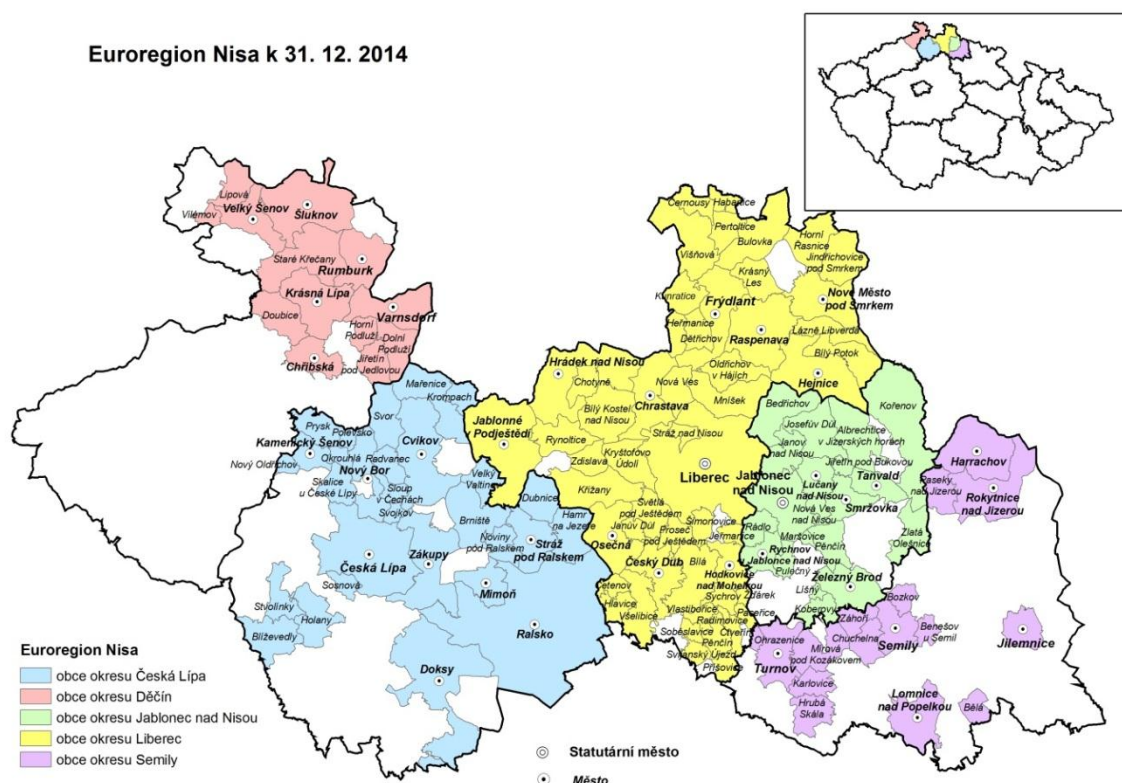 Euroregion Nisa k 31. 12. 2014
Lipová
Vilémov
Velký Šenov
Šluknov
Staré Křečany
Rumburk
Krásná Lípa
Doubice
Varnsdorf
Horní
Podluží
Dolní
Podluží
Jiřetín
pod Jedlovou
Chřibská
Černousy
Habartice
Pertoltice
Bulovka
Horní
Řasnice
Jindřichovice
pod Smrkem
Višňová
Krásný
Les
Kunratice
Frýdlant
Nové Město
pod Smrkem
Heřmanice
Dětřichov
Raspenava
Lázně Libverda
Bílý Potok
Oldřichov
v Hájích
Hejnice
Hrádek nad Nisou
Chotyně
Nová Ves
Mníšek
Chrastava
Bílý Kostel
nad Nisou
Jablonné
v Podještědí
Rynoltice
Stráž nad Nisou
Kryštofovo
Údolí
Zdislava
Liberec
Křižany
Světlá
pod Ještědem
Šimonovice
Janův Důl
Proseč
pod Ještědem
Jeřmanice
Osečná
Český Dub
Bílá
Hodkovice
nad Mohelkou
Cetenov
Hlavice
Všelibice
Vlastibořice
Sychrov
Žďárek
Radimovice
Paceřice
Soběslavice
Čtveřín
Pěnčín
Svijanský Újezd
Příšovice
Bedřichov
Kořenov
Josefův Důl
Albrechtice
v Jizerských horách
Janov
nad Nisou
Jiřetín pod Bukovou
Jablonec
nad Nisou
Lučany
nad Nisou
Tanvald
Smržovka
Nová Ves
nad Nisou
Rádlo
Maršovice
Zlatá
Olešnice
Rychnov
u Jablonce nad Nisou
Pěnčín
Pulečný
Líšný
Železný Brod
Koberovy
Harrachov
Paseky
nad Jizerou
Rokytnice
nad Jizerou
Bozkov
Záhoří
Chuchelna
Semily
Benešov
u Semil
Jilemnice
Ohrazenice
Mírová
pod Kozákovem
Turnov
Karlovice
Hrubá
Skála
Lomnice
nad Popelkou
Bělá
Mařenice
Krompach
Svor
Prysk
Polevsko
Kamenický Šenov
Cvikov
Nový Oldřichov
Okrouhlá
Radvanec
Nový Bor
Skalice
u České Lípy
Sloup
v Čechách
Svojkov
Velký
Valtinov
Dubnice
Brniště
Hamr
na Jezeře
Noviny
pod Ralskem
Stráž
pod Ralskem
Zákupy
Česká Lípa
Mimoň
Sosnová
Stvolínky
Holany
Blíževedly
Ralsko
Doksy
Euroregion Nisa
obce okresu Česká Lípa
obce okresu Děčín
obce okresu Jablonec nad Nisou
obce okresu Liberec
obce okresu Semily
Statutární město
Město